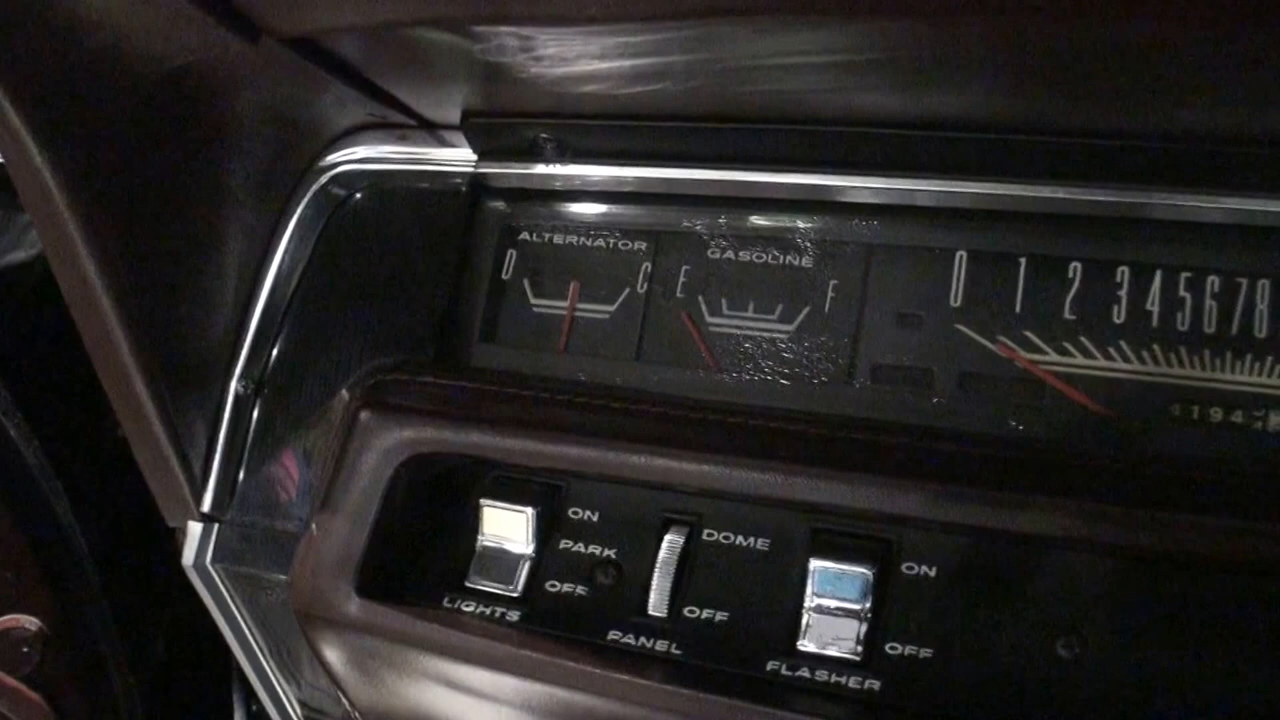 ALTERNATOR
GASOLINE
D C
E F
0 1 2 3 4 5 6 7 8
ON
PARK
OFF
LIGHTS
DOME
OFF
PANEL
ON
OFF
FLASHER